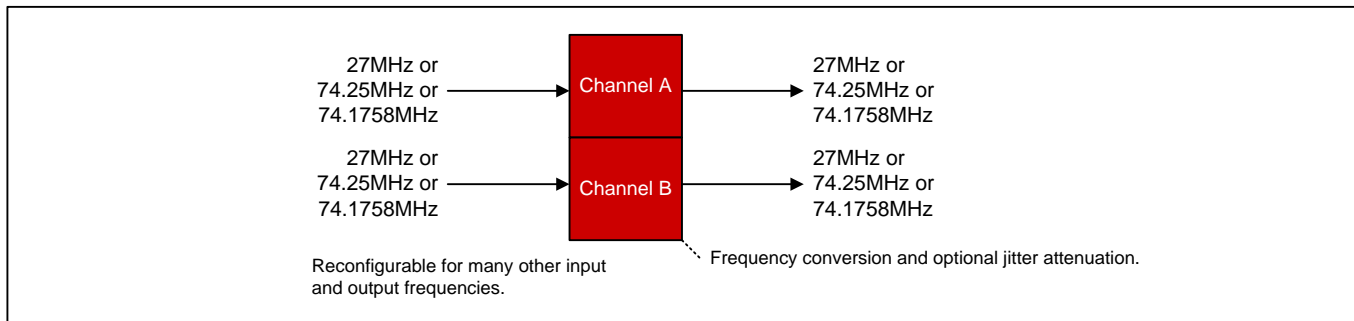 27MHz or
74.25MHz or
74.1758MHz
Channel A
27MHz or
74.25MHz or
74.1758MHz
27MHz or
74.25MHz or
74.1758MHz
Channel B
27MHz or
74.25MHz or
74.1758MHz
Reconfigurable for many other input
and output frequencies.
Frequency conversion and optional jitter attenuation.